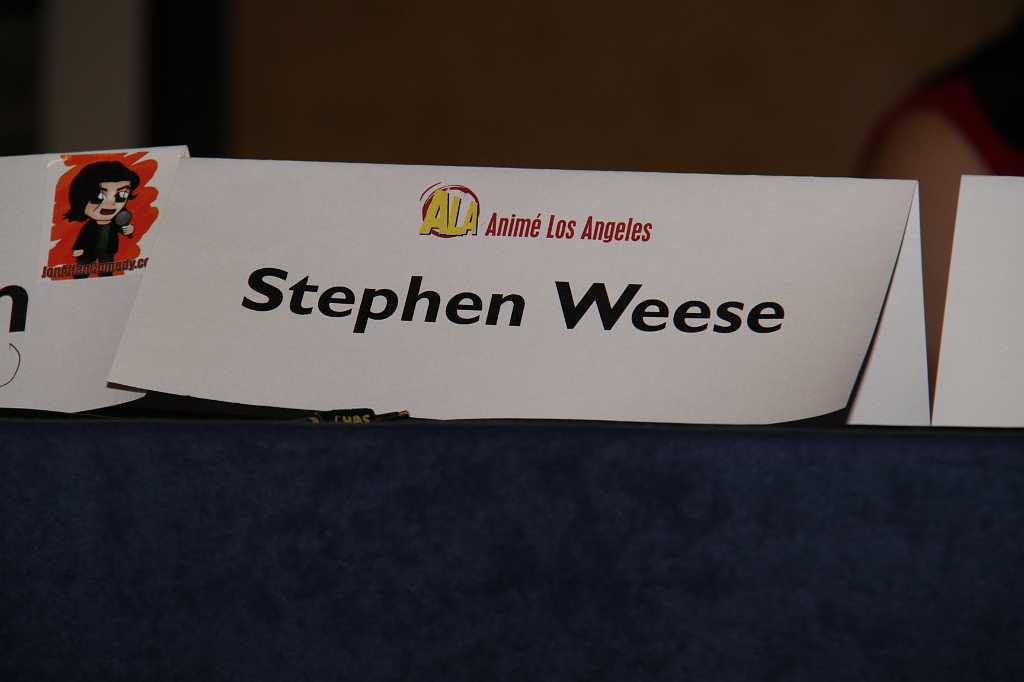 ALA Animé Los Angeles
Stephen Weese
n